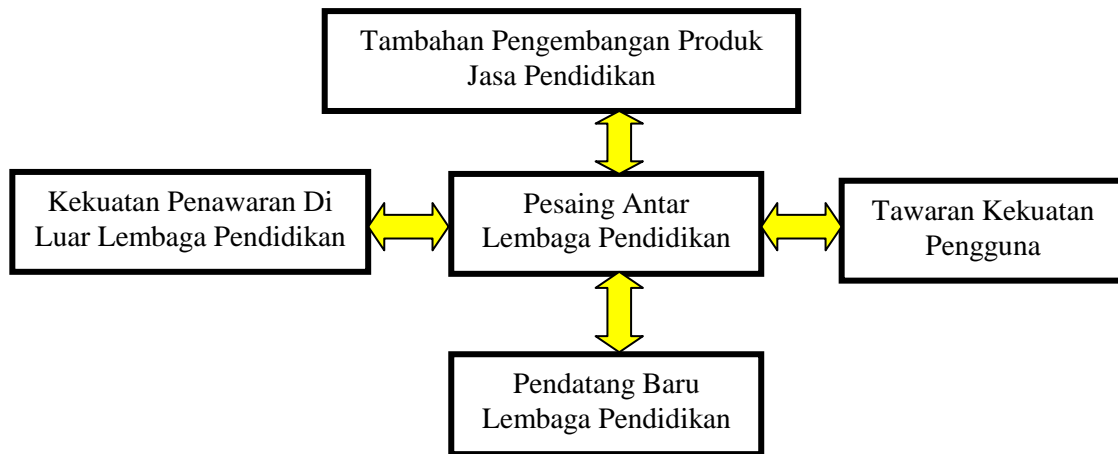 Tambahan Pengembangan Produk
Jasa Pendidikan
Kekuatan Penawaran Di
Luar Lembaga Pendidikan
Pesaing Antar
Lembaga Pendidikan
Tawaran Kekuatan
Pengguna
Pendatang Baru
Lembaga Pendidikan